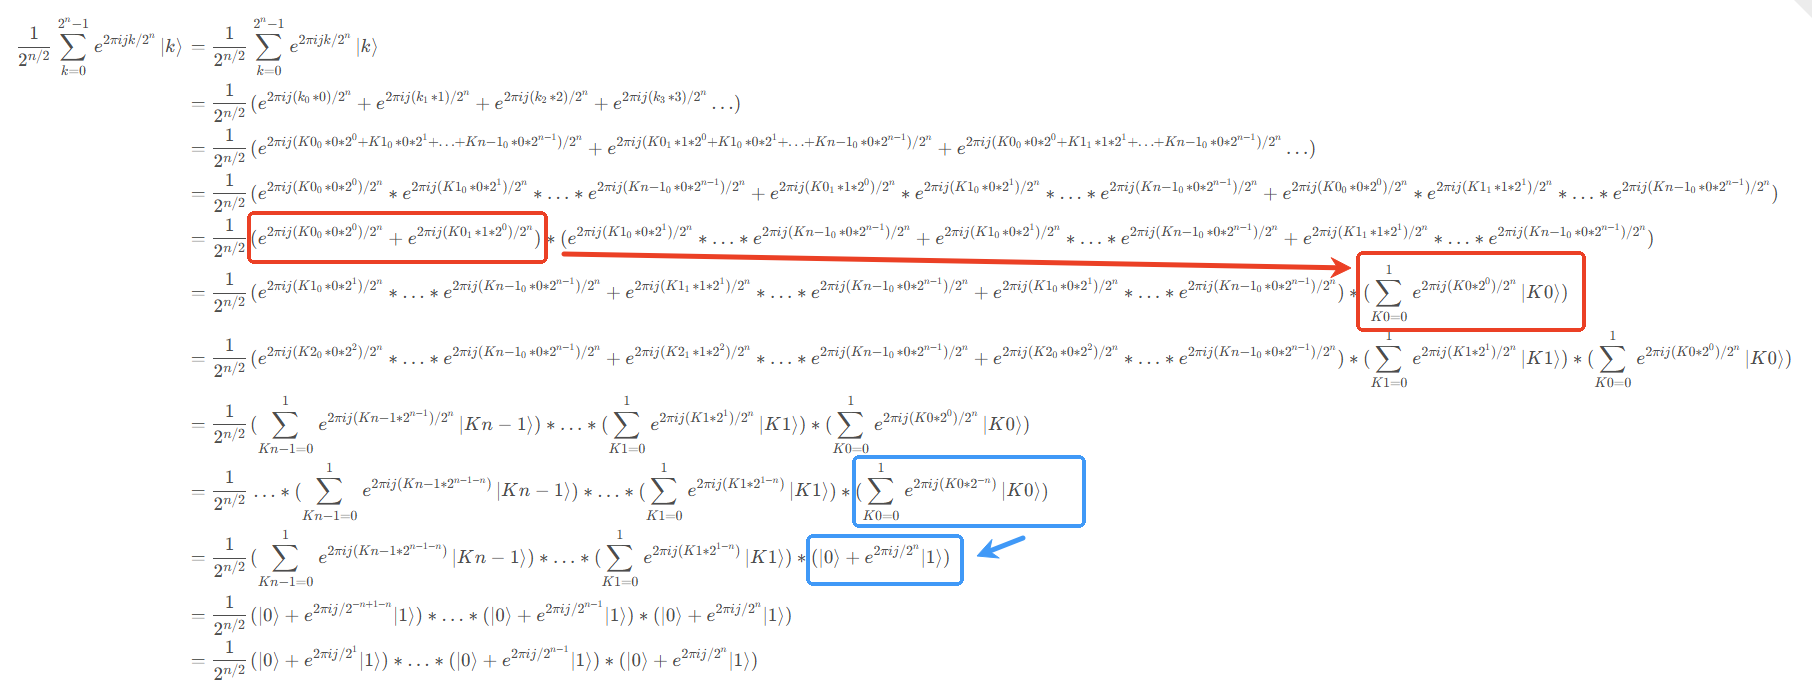 $\frac{1}{2^{n/2}} \sum_{k=0}^{2^n-1} e^{2\pi ijk/2^n} |k\rangle = \frac{1}{2^{n/2}} \sum_{k=0}^{2^n-1} e^{2\pi ijk/2^n} |k\rangle$
$= \frac{1}{2^{n/2}} (e^{2\pi ij(k_0*0)/2^n} + e^{2\pi ij(k_1*1)/2^n} + e^{2\pi ij(k_2*2)/2^n} + e^{2\pi ij(k_3*3)/2^n} \ldots)$
$= \frac{1}{2^{n/2}} (e^{2\pi ij(K0_0*0*2^0+K1_0*0*2^1+\ldots+Kn-1_0*0*2^{n-1})/2^n} + e^{2\pi ij(K0_1*1*2^0+K1_0*0*2^1+\ldots+Kn-1_0*0*2^{n-1})/2^n} + e^{2\pi ij(K0_0*0*2^0+K1_1*1*2^1+\ldots+Kn-1_0*0*2^{n-1})/2^n} \ldots)$
$= \frac{1}{2^{n/2}} (e^{2\pi ij(K0_0*0*2^0)/2^n} * e^{2\pi ij(K1_0*0*2^1)/2^n} * \ldots * e^{2\pi ij(Kn-1_0*0*2^{n-1})/2^n} + e^{2\pi ij(K0_1*1*2^0)/2^n} * e^{2\pi ij(K1_0*0*2^1)/2^n} * \ldots * e^{2\pi ij(Kn-1_0*0*2^{n-1})/2^n} + e^{2\pi ij(K0_0*0*2^0)/2^n} * e^{2\pi ij(K1_1*1*2^1)/2^n} * \ldots * e^{2\pi ij(Kn-1_0*0*2^{n-1})/2^n})$
$= \frac{1}{2^{n/2}} (e^{2\pi ij(K0_0*0*2^0)/2^n} + e^{2\pi ij(K0_1*1*2^0)/2^n}) * (e^{2\pi ij(K1_0*0*2^1)/2^n} * \ldots * e^{2\pi ij(Kn-1_0*0*2^{n-1})/2^n} + e^{2\pi ij(K1_0*0*2^1)/2^n} * \ldots * e^{2\pi ij(Kn-1_0*0*2^{n-1})/2^n} + e^{2\pi ij(K1_1*1*2^1)/2^n} * \ldots * e^{2\pi ij(Kn-1_0*0*2^{n-1})/2^n})$
$= \frac{1}{2^{n/2}} (e^{2\pi ij(K1_0*0*2^1)/2^n} * \ldots * e^{2\pi ij(Kn-1_0*0*2^{n-1})/2^n} + e^{2\pi ij(K1_1*1*2^1)/2^n} * \ldots * e^{2\pi ij(Kn-1_0*0*2^{n-1})/2^n} + e^{2\pi ij(K1_0*0*2^1)/2^n} * \ldots * e^{2\pi ij(Kn-1_0*0*2^{n-1})/2^n}) * (\sum_{K0=0}^{1} e^{2\pi ij(K0*2^0)/2^n} |K0\rangle)$
$= \frac{1}{2^{n/2}} (e^{2\pi ij(K2_0*0*2^2)/2^n} * \ldots * e^{2\pi ij(Kn-1_0*0*2^{n-1})/2^n} + e^{2\pi ij(K2_1*1*2^2)/2^n} * \ldots * e^{2\pi ij(Kn-1_0*0*2^{n-1})/2^n} + e^{2\pi ij(K2_0*0*2^2)/2^n} * \ldots * e^{2\pi ij(Kn-1_0*0*2^{n-1})/2^n}) * (\sum_{K1=0}^{1} e^{2\pi ij(K1*2^1)/2^n} |K1\rangle) * (\sum_{K0=0}^{1} e^{2\pi ij(K0*2^0)/2^n} |K0\rangle)$
$= \frac{1}{2^{n/2}} (\sum_{Kn-1=0}^{1} e^{2\pi ij(Kn-1*2^{n-1})/2^n} |Kn-1\rangle) * \ldots * (\sum_{K1=0}^{1} e^{2\pi ij(K1*2^1)/2^n} |K1\rangle) * (\sum_{K0=0}^{1} e^{2\pi ij(K0*2^0)/2^n} |K0\rangle)$
$= \frac{1}{2^{n/2}} \ldots * (\sum_{Kn-1=0}^{1} e^{2\pi ij(Kn-1*2^{n-1-n})} |Kn-1\rangle) * \ldots * (\sum_{K1=0}^{1} e^{2\pi ij(K1*2^{1-n})} |K1\rangle) * (\sum_{K0=0}^{1} e^{2\pi ij(K0*2^{-n})} |K0\rangle)$
$= \frac{1}{2^{n/2}} (\sum_{Kn-1=0}^{1} e^{2\pi ij(Kn-1*2^{n-1-n})} |Kn-1\rangle) * \ldots * (\sum_{K1=0}^{1} e^{2\pi ij(K1*2^{1-n})} |K1\rangle) * (|0\rangle + e^{2\pi ij/2^n} |1\rangle)$
$= \frac{1}{2^{n/2}} (|0\rangle + e^{2\pi ij/2^{-n+1-n}} |1\rangle) * \ldots * (|0\rangle + e^{2\pi ij/2^{n-1}} |1\rangle) * (|0\rangle + e^{2\pi ij/2^n} |1\rangle)$
$= \frac{1}{2^{n/2}} (|0\rangle + e^{2\pi ij/2^1} |1\rangle) * \ldots * (|0\rangle + e^{2\pi ij/2^{n-1}} |1\rangle) * (|0\rangle + e^{2\pi ij/2^n} |1\rangle)$